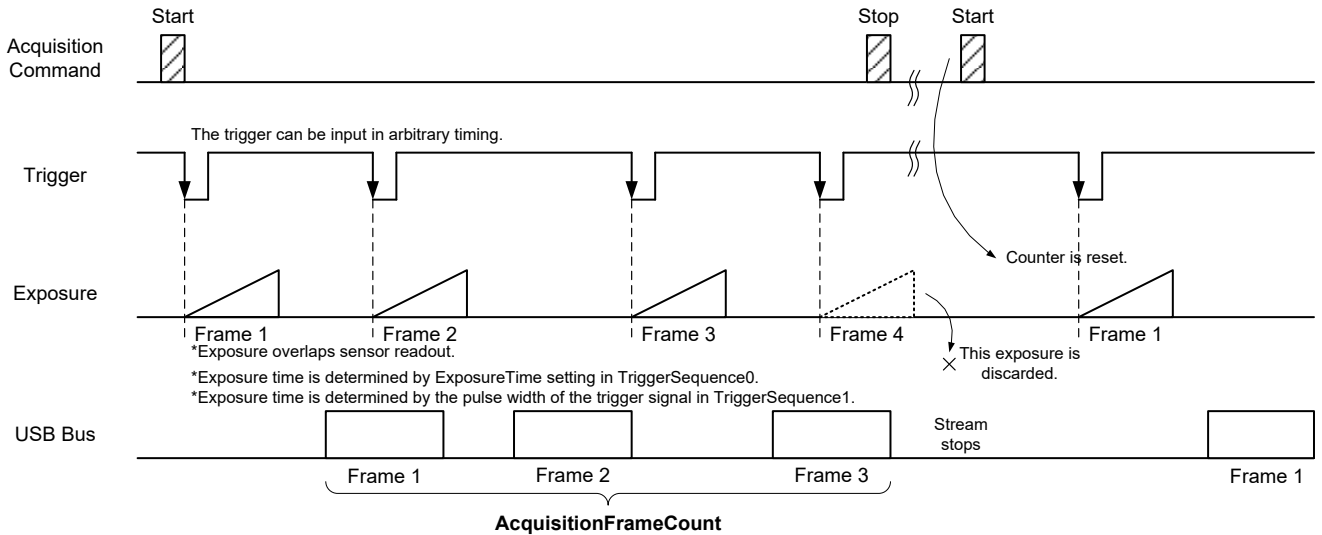 Start
Stop
Start
Acquisition
Command
The trigger can be input in arbitrary timing.
Trigger
Counter is reset.
Exposure
Frame 1
Frame 2
Frame 3
Frame 4
Frame 1
*Exposure overlaps sensor readout.
This exposure is
discarded.
*Exposure time is determined by ExposureTime setting in TriggerSequence0.
*Exposure time is determined by the pulse width of the trigger signal in TriggerSequence1.
USB Bus
Stream
stops
Frame 1
Frame 2
Frame 3
Frame 1
AcquisitionFrameCount